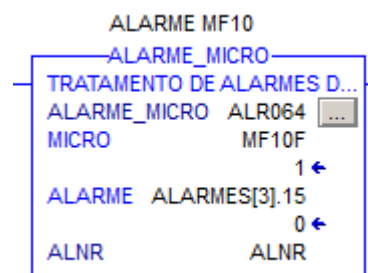 ALARME MF10
ALARME_MICRO
TRATAMENTO DE ALARMES D...
ALARME_MICRO ALR064 ...
MICRO MF10F
1
ALARME ALARMES[3].15
0
ALNR ALNR